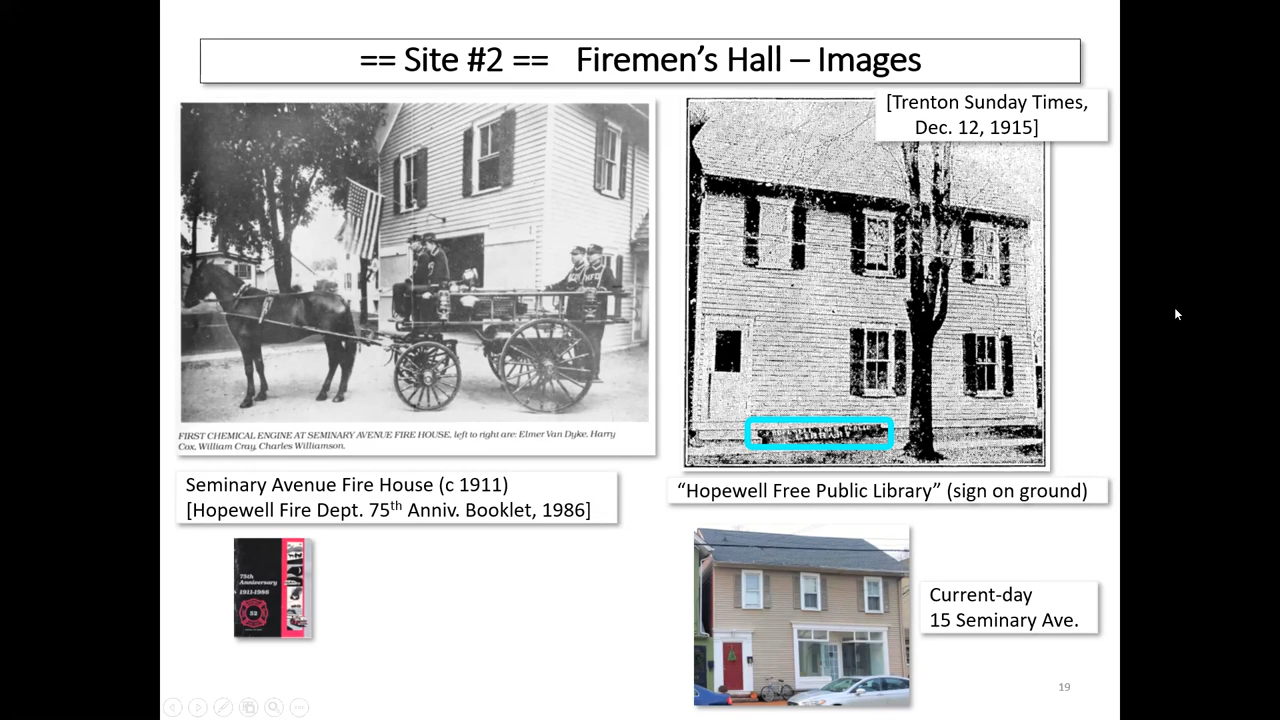 == Site #2 == Firemen’s Hall – Images
[Trenton Sunday Times,
Dec. 12, 1915]
FIRST CHEMICAL ENGINE AT SEMINARY AVENUE FIRE HOUSE, left to right are: Elmer Van Dyke, Harry
Cox, William Cray, Charles Williamson.
Seminary Avenue Fire House (c 1911)
[Hopewell Fire Dept. 75th Anniv. Booklet, 1986]
“Hopewell Free Public Library” (sign on ground)
75th
Anniversary
1911-1986
52
Current-day
15 Seminary Ave.
19